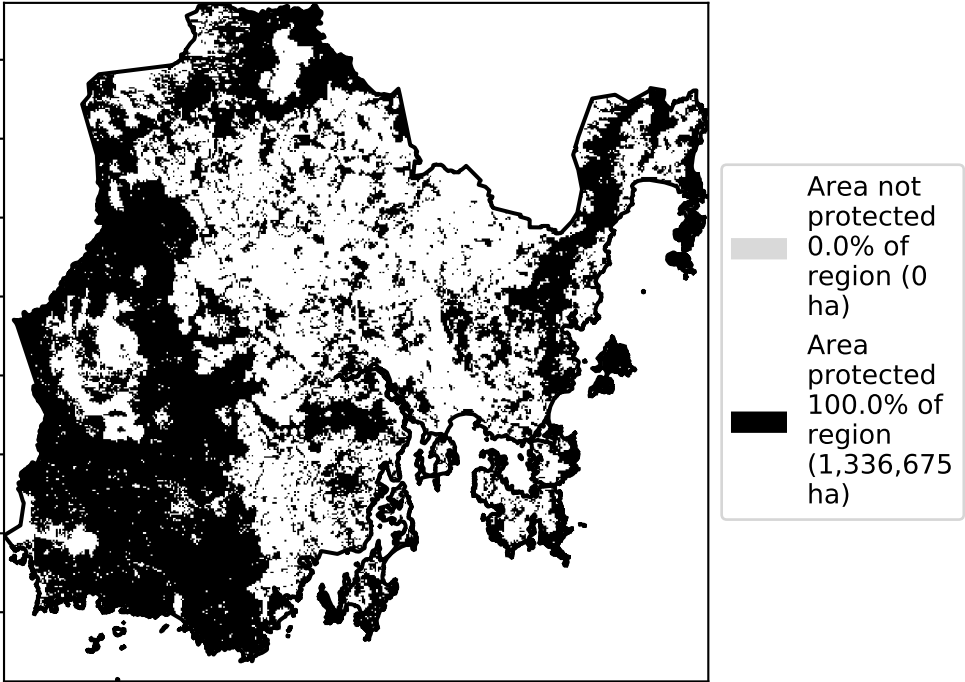 Area not
protected
0.0% of
region (0
ha)
Area
protected
100.0% of
region
(1,336,675
ha)